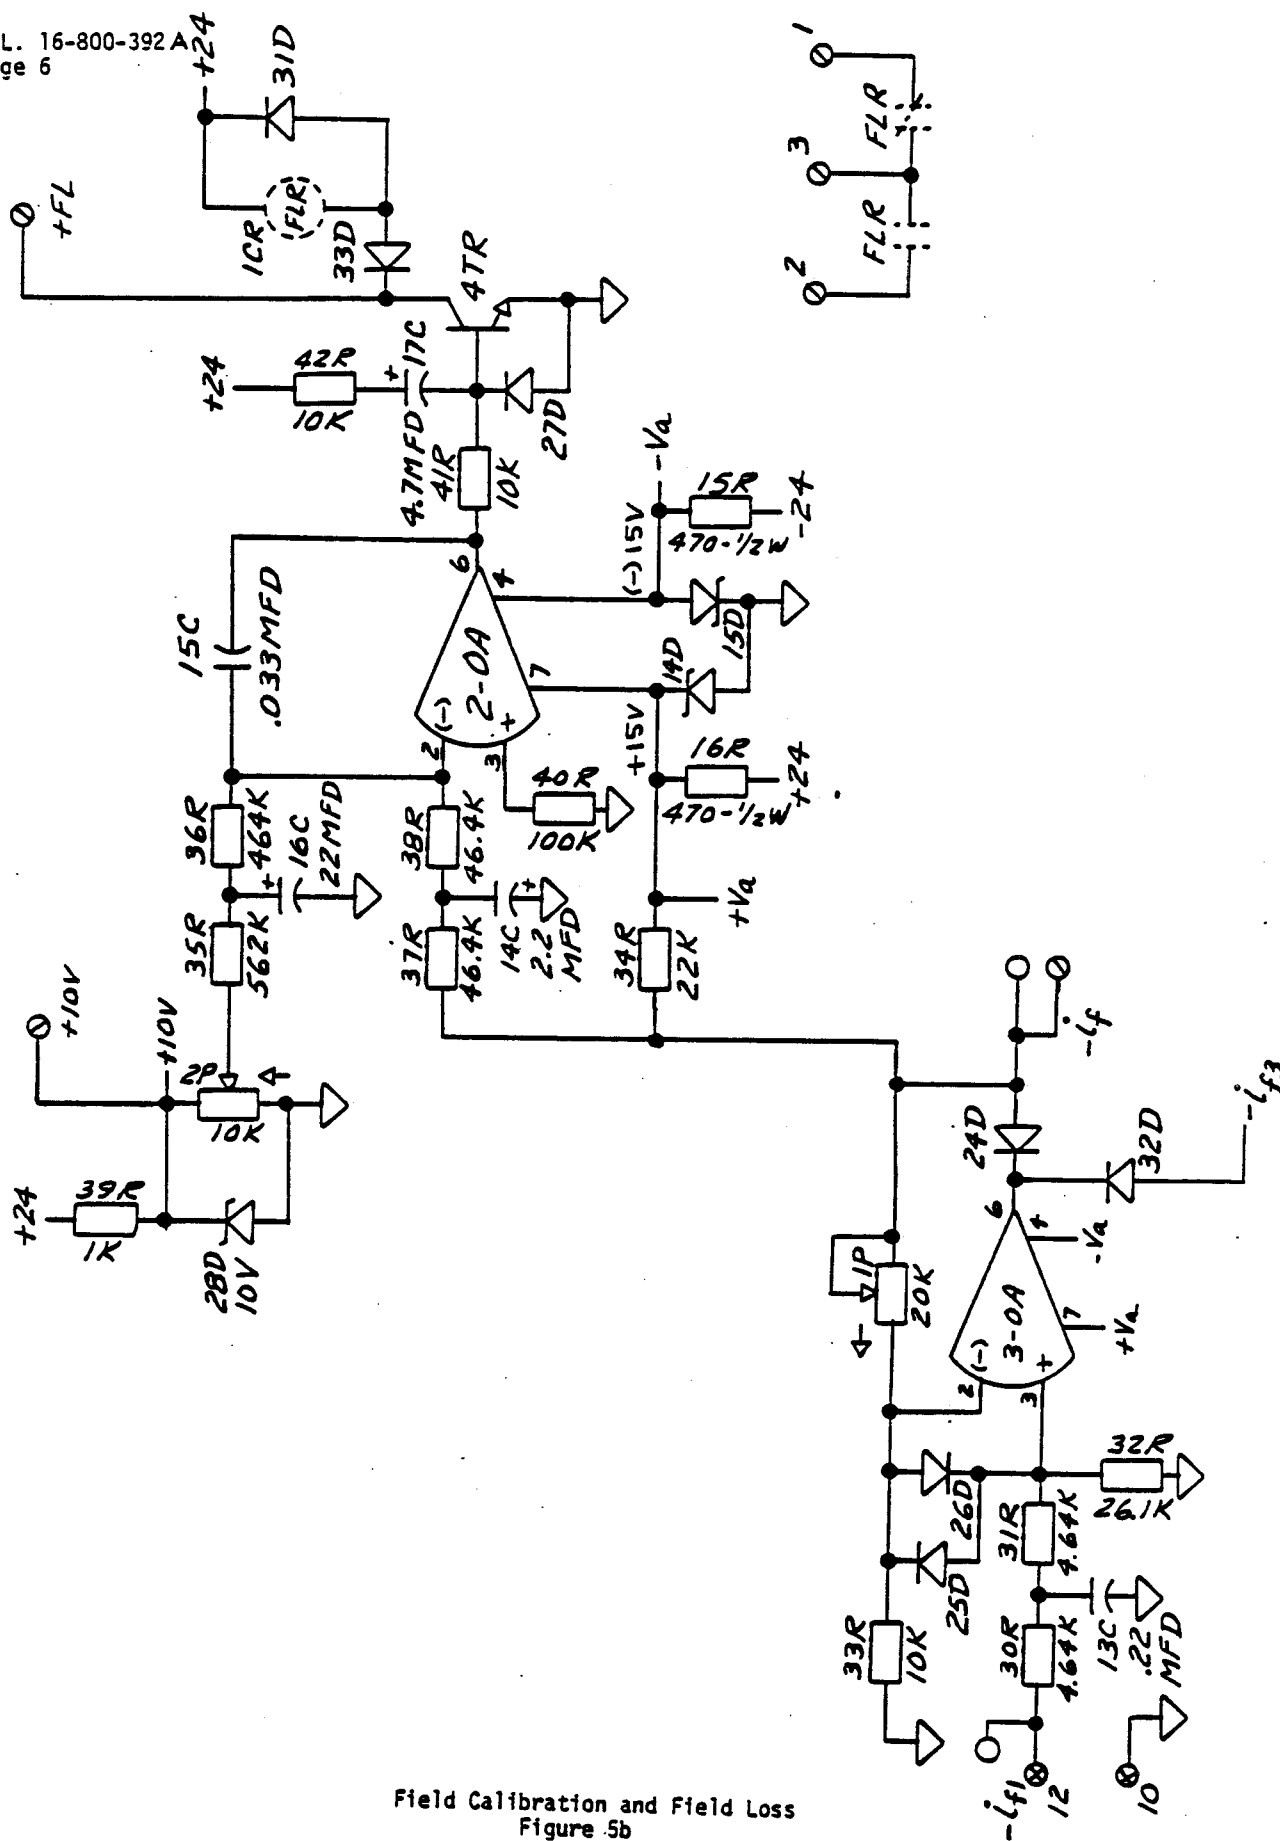 L. 16-800-392 A
ge 6
+24
31D
1CR
FLR
33D
+FL
4TR
+24
42R
10K
+
17C
4.7MFD
41R
10K
27D
1
3
2
FLR
FLR
15C
.033MFD
6
4
2-OA
7
(-)
+
2
3
-Va
(-)15V
15R
470-1/2W
-24
15D
14D
+15V
16R
470-1/2W
+24
+Va
40R
100K
36R
464K
+
16C
22MFD
35R
562K
38R
46.4K
37R
46.4K
14C
+
2.2
MFD
34R
22K
+10V
+10V
2P
10K
+24
39R
1K
28D
10V
-if
24D
32D
-if3
6
4
-Va
3-OA
7
+Va
(-)
+
2
3
1P
20K
26D
25D
33R
10K
32R
26.1K
31R
4.64K
30R
4.64K
13C
.22
MFD
-if1
12
10
Field Calibration and Field Loss
Figure 5b